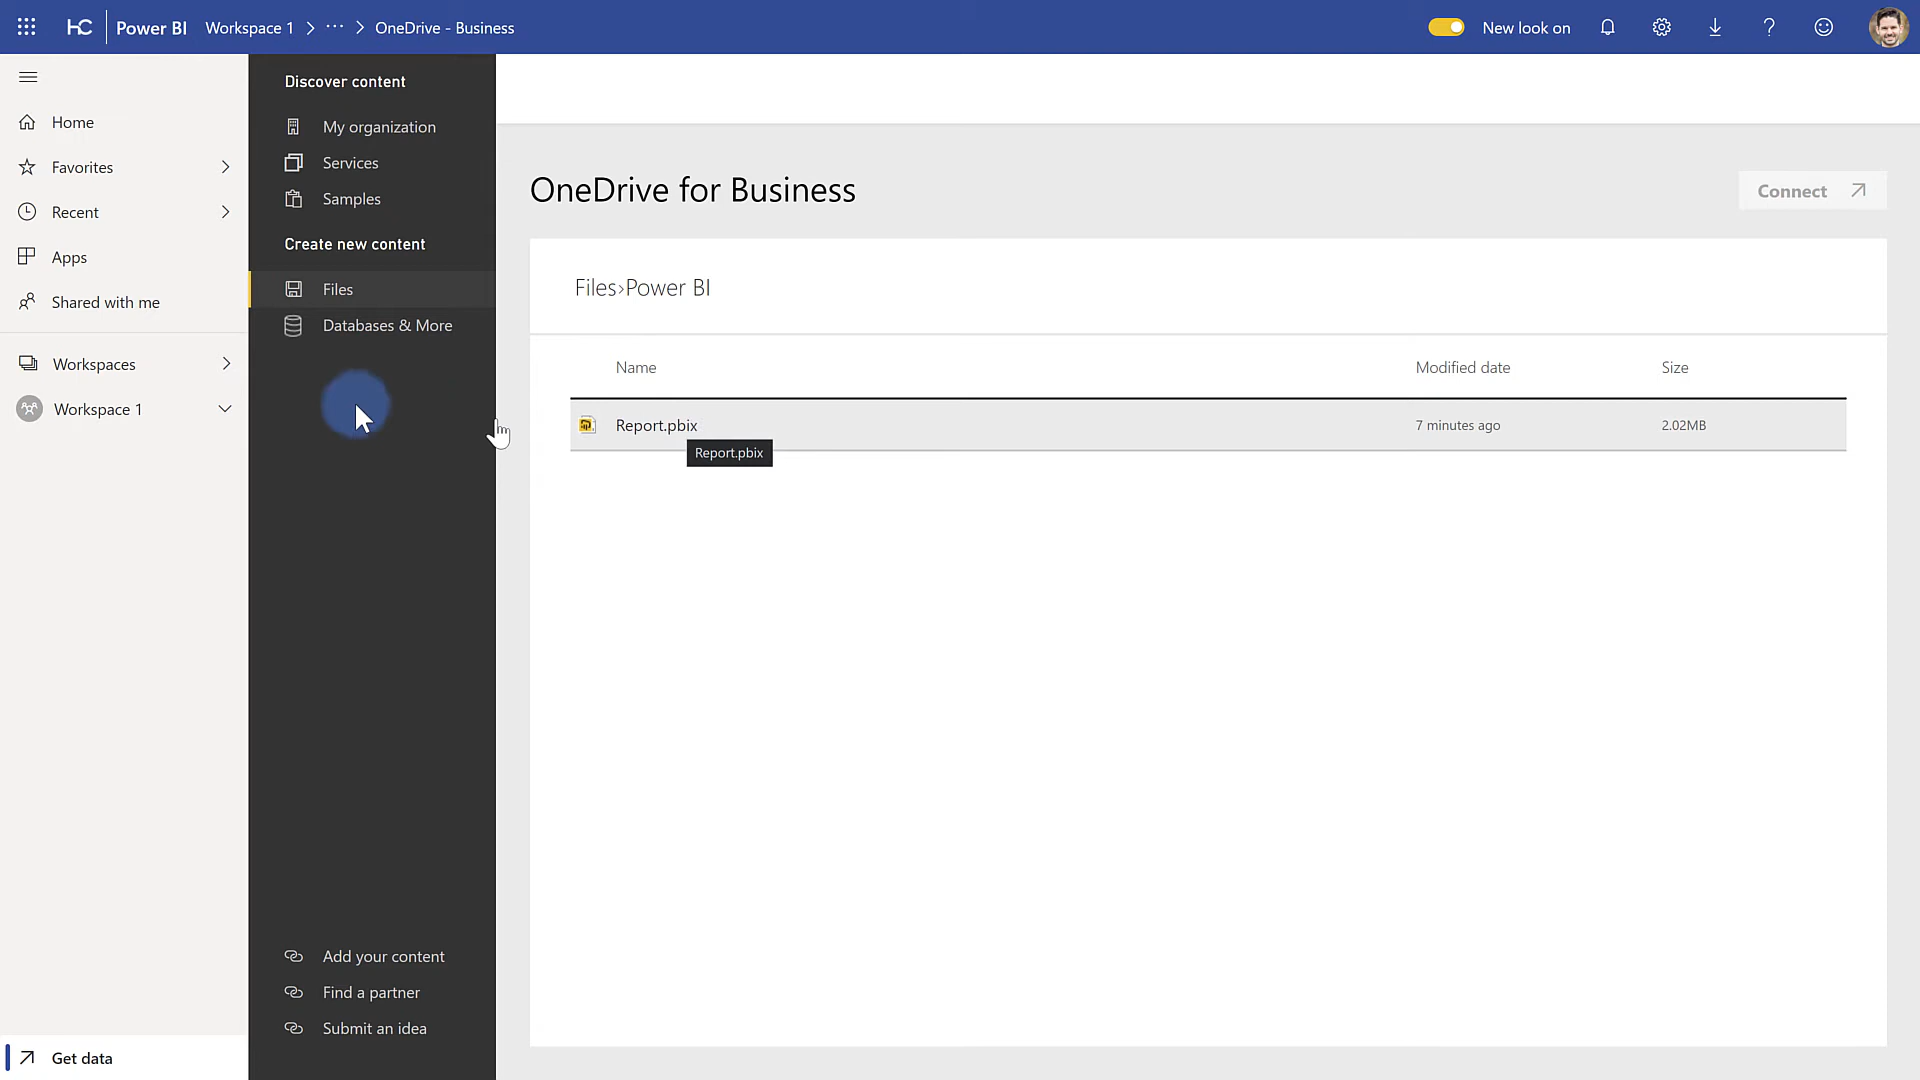 HC Power BI Workspace 1 > ··· > OneDrive - Business
New look on
Home
Favorites
Recent
Apps
Shared with me
Workspaces
Workspace 1
Get data
Discover content
My organization
Services
Samples
Create new content
Files
Databases & More
Add your content
Find a partner
Submit an idea
OneDrive for Business
Connect
Files›Power BI
Name Modified date Size
Report.pbix 7 minutes ago 2.02MB
Report.pbix